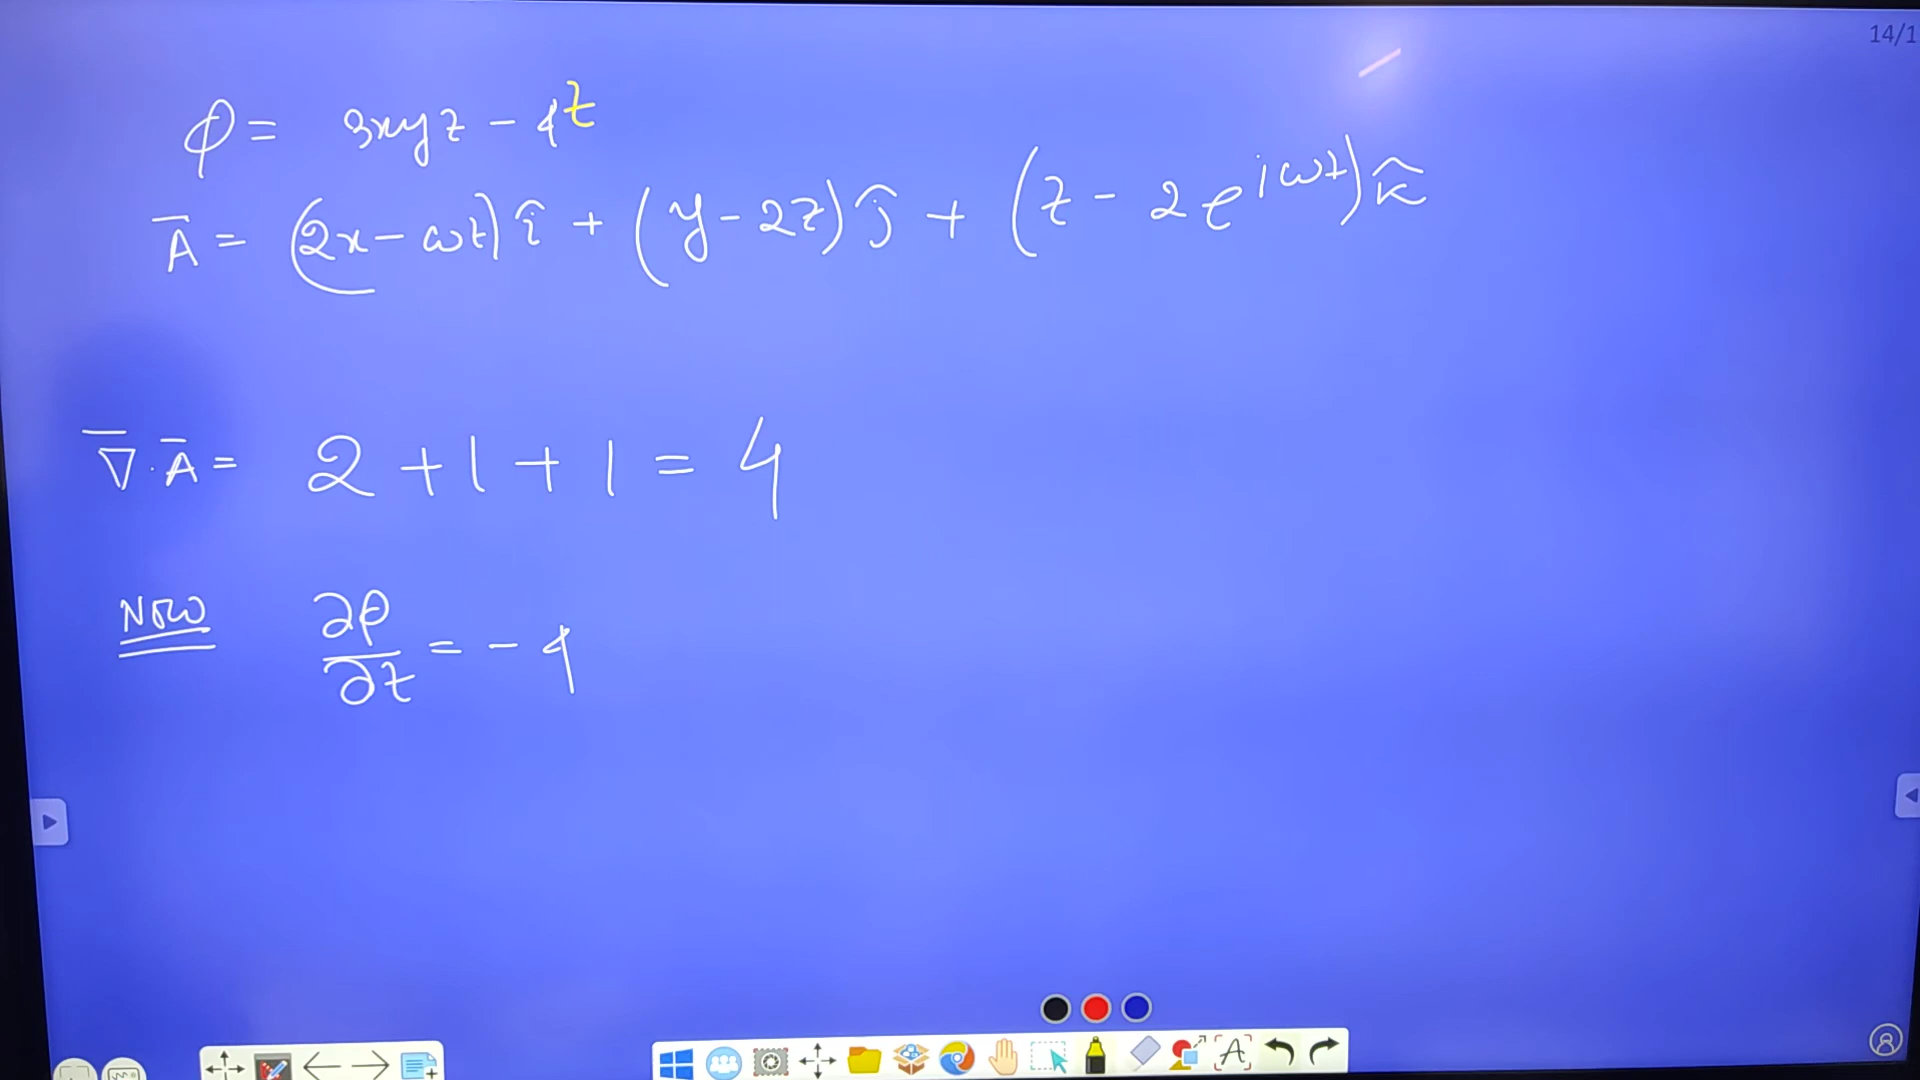 14/1
φ = 3xyz - 4t
Ā = (2x - ωt) î + (y - 2z) ĵ + (z - 2e^{iωt}) k̂
∇̄ · Ā = 2 + 1 + 1 = 4
Now ∂φ/∂t = - 4
A